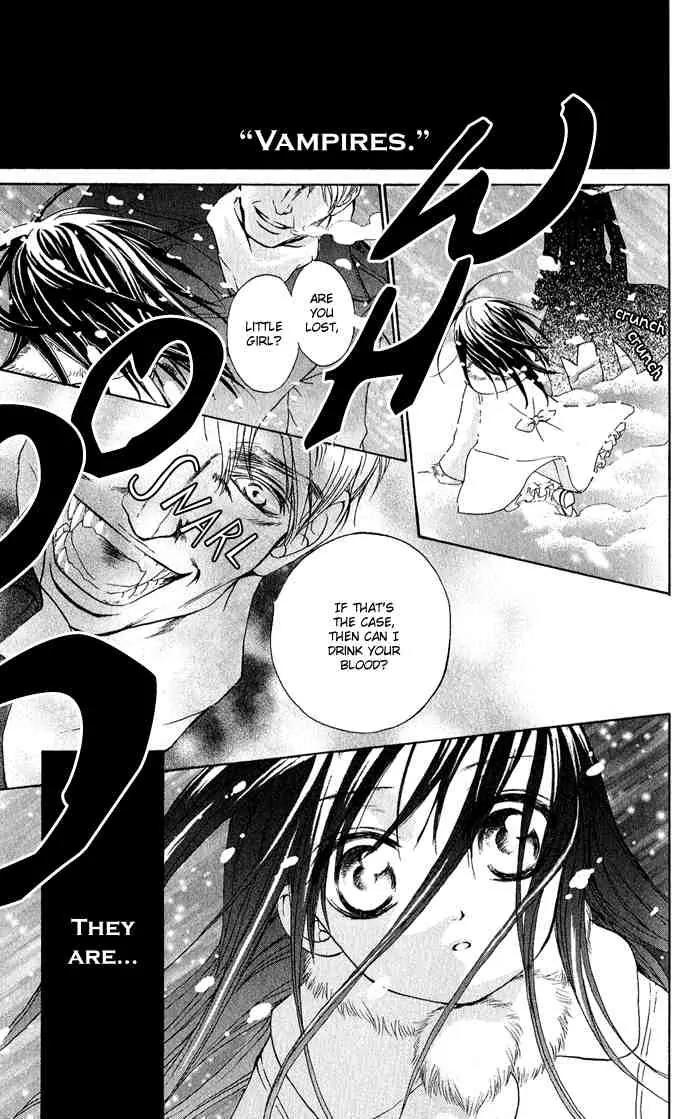 “VAMPIRES.”
WHOOO
crunch
crunch
ARE
YOU
LOST,
LITTLE
GIRL?
SNARL
IF THAT'S
THE CASE,
THEN CAN I
DRINK YOUR
BLOOD?
THEY
ARE...